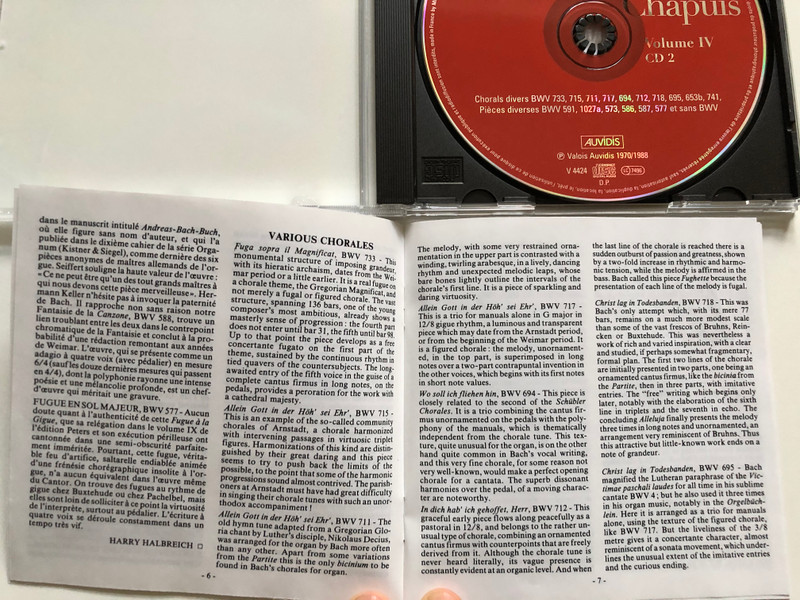 Chapuis
Volume IV
CD 2
Chorals divers BWV 733, 715, 711, 717, 694, 712, 718, 695, 653b, 741,
Pièces diverses BWV 591, 1027a, 573, 586, 587, 577 et sans BWV
AUVIDIS
Ⓟ Valois Auvidis 1970/1988
V 4424
D.P.
dans le manuscrit intitulé Andreas-Bach-Buch,
où elle figure sans nom d'auteur, et qui l'a
publiée dans le dixième cahier de la série Orga-
num (Kistner & Siegel), comme dernière des six
pièces anonymes de maîtres allemands de l'or-
gue. Seiffert souligne la haute valeur de l'œuvre :
« Ce ne peut être qu'un des tout grands maîtres à
qui nous devons cette pièce merveilleuse ». Her-
mann Keller n'hésite pas à invoquer la paternité
de Bach. Il rapproche non sans raison notre
Fantaisie de la Canzone, BWV 588, trouve un
lien troublant entre les deux dans le contrepoint
chromatique de la Fantaisie et conclut à la pro-
babilité d'une rédaction remontant aux années
de Weimar. L'œuvre, qui se présente comme un
adagio à quatre voix (avec pédalier) en mesure
6/4 (sauf les douze dernières mesures qui passent
en 4/4), dont la polyphonie rayonne une intense
poésie et une mélancolie profonde, est un chef-
d'œuvre qui méritait une gravure.
FUGUE EN SOL MAJEUR, BWV 577 - Aucun
doute quant à l'authenticité de cette Fugue à la
Gigue, que sa relégation dans le volume IX de
l'édition Peters et son exécution périlleuse ont
cantonnée dans une semi-obscurité parfaite-
ment imméritée. Pourtant, cette fugue, vérita-
ble feu d'artifice, saltarelle endiablée animée
d'une frénésie chorégraphique insolite à l'or-
gue, n'a aucun équivalent dans l'œuvre même
du Cantor. On trouve des fugues au rythme de
gigue chez Buxtehude ou chez Pachelbel, mais
elles sont loin de solliciter à ce point la virtuosité
de l'interprète, surtout au pédalier. L'écriture à
quatre voix se déroule constamment dans un
tempo très vif.
HARRY HALBREICH □
VARIOUS CHORALES
Fuga sopra il Magnificat, BWV 733 - This
monumental structure of imposing grandeur,
with its hieratic archaism, dates from the Wei-
mar period or a little earlier. It is a real fugue on
a chorale theme, the Gregorian Magnificat, and
not merely a fugal or figured chorale. The vast
structure, spanning 136 bars, one of the young
composer's most ambitious, already shows a
masterly sense of progression : the fourth part
does not enter until bar 31, the fifth until bar 98.
Up to that point the piece develops as a free
concertante fugato on the first part of the
theme, sustained by the continuous rhythm in
tied quavers of the countersubjects. The long-
awaited entry of the fifth voice in the guise of a
complete cantus firmus in long notes, on the
pedals, provides a peroration for the work with
a cathedral majesty.
Allein Gott in der Höh' sei Ehr', BWV 715 -
This is an example of the so-called community
chorales of Arnstadt, a chorale harmonized
with intervening passages in virtuosic triplet
figures. Harmonizations of this kind are distin-
guished by their great daring and this piece
seems to try to push back the limits of the
possible, to the point that some of the harmonic
progressions sound almost contrived. The parish-
oners at Arnstadt must have had great difficulty
in singing their chorale tunes with such an unor-
thodox accompaniment !
Allein Gott in der Höh' sei Ehr', BWV 711 - The
old hymn tune adapted from a Gregorian Glo-
ria chant by Luther's disciple, Nikolaus Decius,
was arranged for the organ by Bach more often
than any other. Apart from some variations
from the Partite this is the only bicinium to be
found in Bach's chorales for organ.
- 6 -
The melody, with some very restrained orna-
mentation in the upper part is contrasted with a
winding, twirling arabesque, in a lively, dancing
rhythm and unexpected melodic leaps, whose
bare bones lightly outline the intervals of the
chorale's first line. It is a piece of sparkling and
daring virtuosity.
Allein Gott in der Höh' sei Ehr', BWV 717 -
This is a trio for manuals alone in G major in
12/8 gigue rhythm, a luminous and transparent
piece which may date from the Arnstadt period,
or from the beginning of the Weimar period. It
is a figured chorale : the melody, unornament-
ed, in the top part, is superimposed in long
notes over a two-part contrapuntal invention in
the other voices, which begins with its first notes
in short note values.
Wo soll ich fliehen hin, BWV 694 - This piece is
closely related to the second of the Schübler
Chorales. It is a trio combining the cantus fir-
mus unornamented on the pedals with the poly-
phony of the manuals, which is thematically
independent from the chorale tune. This tex-
ture, quite unusual for the organ, is on the other
hand quite common in Bach's vocal writing,
and this very fine chorale, for some reason not
very well-known, would make a perfect opening
chorale for a cantata. The superb dissonant
harmonies over the pedal, of a moving charac-
ter are noteworthy.
In dich hab' ich gehoffet, Herr, BWV 712 - This
graceful early piece flows along peacefully as a
pastoral in 12/8, and belongs to the rather un-
usual type of chorale, combining an ornamented
cantus firmus with counterpoints that are freely
derived from it. Although the chorale tune is
never heard literally, its vague presence is
constantly evident at an organic level. And when
the last line of the chorale is reached there is a
sudden outburst of passion and greatness, shown
by a two-fold increase in rhythmic and harmo-
nic tension, while the melody is affirmed in the
bass. Bach called this piece Fughette because the
presentation of each line of the melody is fugal.
Christ lag in Todesbanden, BWV 718 - This was
Bach's only attempt, which, with its mere 77
bars, remains on a much more modest scale
than some of the vast frescos of Bruhns, Rein-
cken or Buxtehude. This was nevertheless a
work of rich and varied inspiration, with a clear
and studied, if perhaps somewhat fragmentary,
formal plan. The first two lines of the chorale
are initially presented in two parts, one being an
ornamented cantus firmus, like the bicinia from
the Partite, then in three parts, with imitative
entries. The "free" writing which begins only
later, notably with the elaboration of the sixth
line in triplets and the seventh in echo. The
concluding Alleluja finally presents the melody
three times in long notes and unornamented, an
arrangement very reminiscent of Bruhns. Thus
this attractive but little-known work ends on a
note of grandeur.
Christ lag in Todesbanden, BWV 695 - Bach
magnified the Lutheran paraphrase of the Vic-
timae paschali laudes for all time in his sublime
cantate BWV 4 ; but he also used it three times
in his organ music, notably in the Orgelbüch-
lein. Here it is arranged as a trio for manuals
alone, using the texture of the figured chorale,
like BWV 717. But the liveliness of the 3/8
metre gives it a concertante character, almost
reminiscent of a sonata movement, which under-
lines the unusual extent of the imitative entries
and the curious ending.
- 7 -